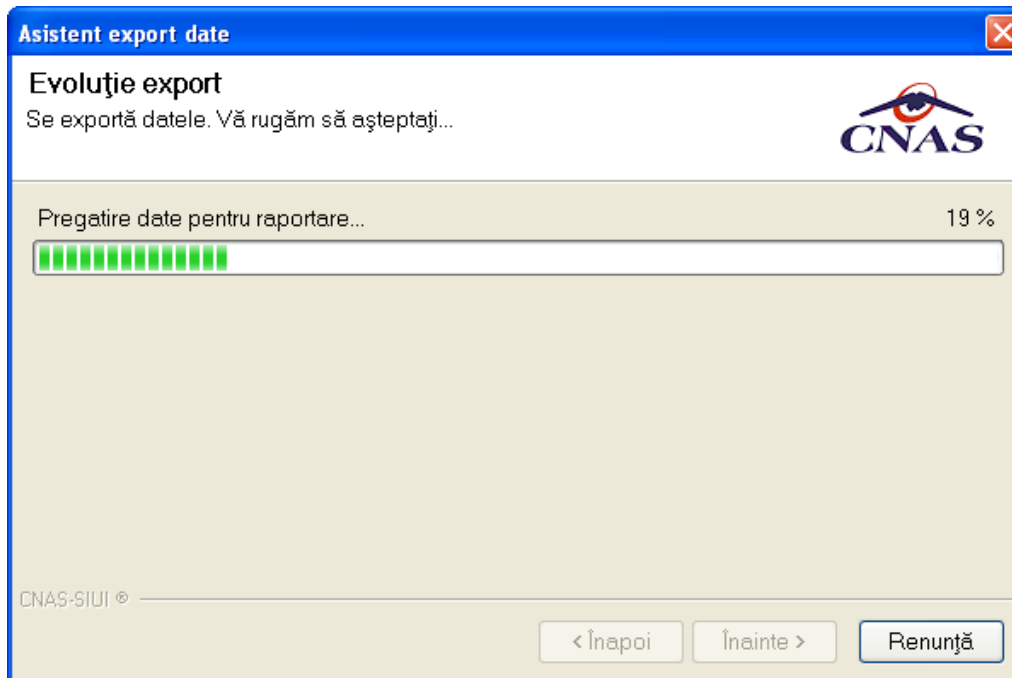 Asistent export date
Evoluţie export
Se exportă datele. Vă rugăm să aşteptaţi...
CNAS
Pregatire date pentru raportare...
19 %
CNAS-SIUI ®
< Înapoi
Înainte >
Renunţă